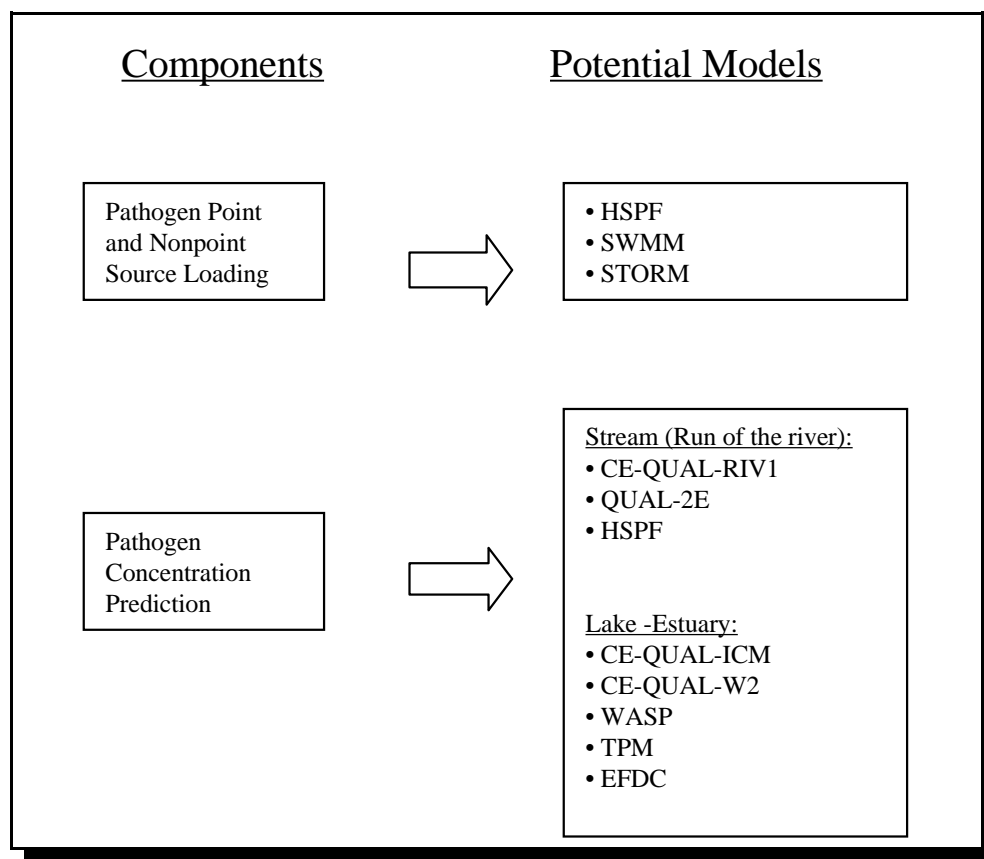 Components
Potential Models
Pathogen Point
and Nonpoint
Source Loading
• HSPF
• SWMM
• STORM
Pathogen
Concentration
Prediction
Stream (Run of the river):
• CE-QUAL-RIV1
• QUAL-2E
• HSPF
Lake -Estuary:
• CE-QUAL-ICM
• CE-QUAL-W2
• WASP
• TPM
• EFDC